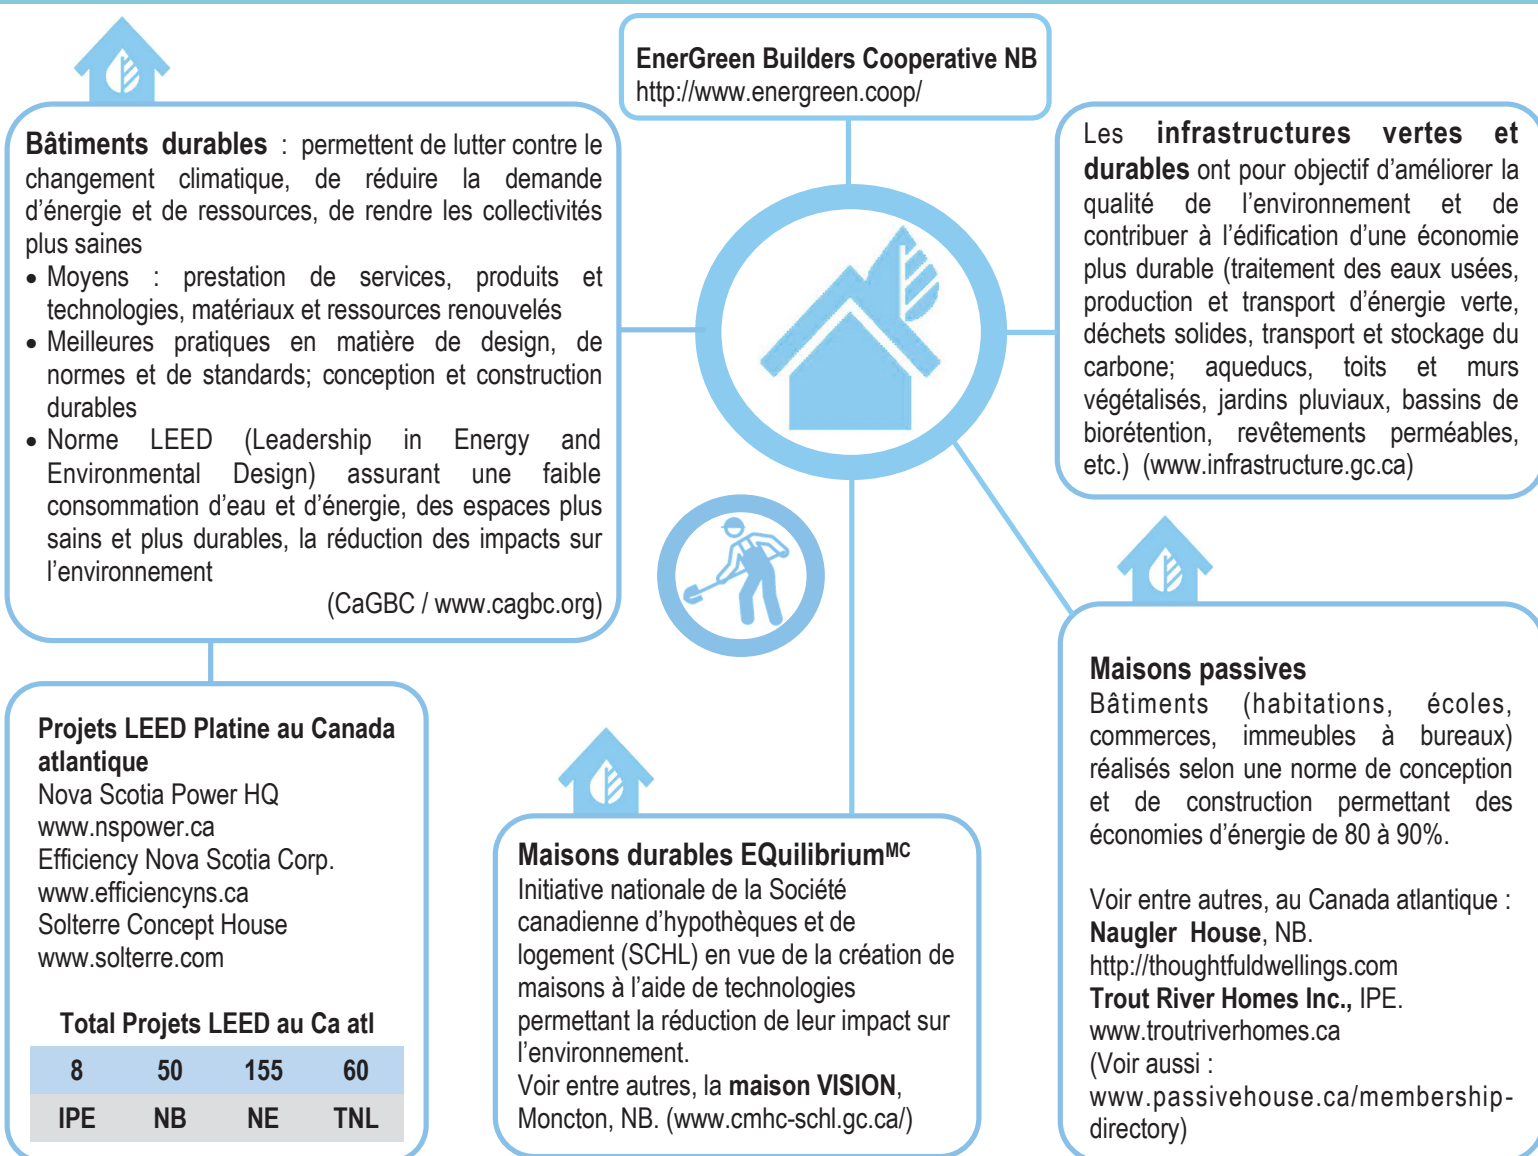 EnerGreen Builders Cooperative NB
http://www.energreen.coop/
Bâtiments durables : permettent de lutter contre le
changement climatique, de réduire la demande
d’énergie et de ressources, de rendre les collectivités
plus saines
• Moyens : prestation de services, produits et
technologies, matériaux et ressources renouvelés
• Meilleures pratiques en matière de design, de
normes et de standards; conception et construction
durables
• Norme LEED (Leadership in Energy and
Environmental Design) assurant une faible
consommation d’eau et d’énergie, des espaces plus
sains et plus durables, la réduction des impacts sur
l’environnement
(CaGBC / www.cagbc.org)
Les infrastructures vertes et
durables ont pour objectif d’améliorer la
qualité de l’environnement et de
contribuer à l’édification d’une économie
plus durable (traitement des eaux usées,
production et transport d’énergie verte,
déchets solides, transport et stockage du
carbone; aqueducs, toits et murs
végétalisés, jardins pluviaux, bassins de
biorétention, revêtements perméables,
etc.) (www.infrastructure.gc.ca)
Projets LEED Platine au Canada
atlantique
Nova Scotia Power HQ
www.nspower.ca
Efficiency Nova Scotia Corp.
www.efficiencyns.ca
Solterre Concept House
www.solterre.com
Total Projets LEED au Ca atl
8 50 155 60
IPE NB NE TNL
Maisons durables EQuilibriumMC
Initiative nationale de la Société
canadienne d’hypothèques et de
logement (SCHL) en vue de la création de
maisons à l’aide de technologies
permettant la réduction de leur impact sur
l’environnement.
Voir entre autres, la maison VISION,
Moncton, NB. (www.cmhc-schl.gc.ca/)
Maisons passives
Bâtiments (habitations, écoles,
commerces, immeubles à bureaux)
réalisés selon une norme de conception
et de construction permettant des
économies d’énergie de 80 à 90%.
Voir entre autres, au Canada atlantique :
Naugler House, NB.
http://thoughtfuldwellings.com
Trout River Homes Inc., IPE.
www.troutriverhomes.ca
(Voir aussi :
www.passivehouse.ca/membership-
directory)